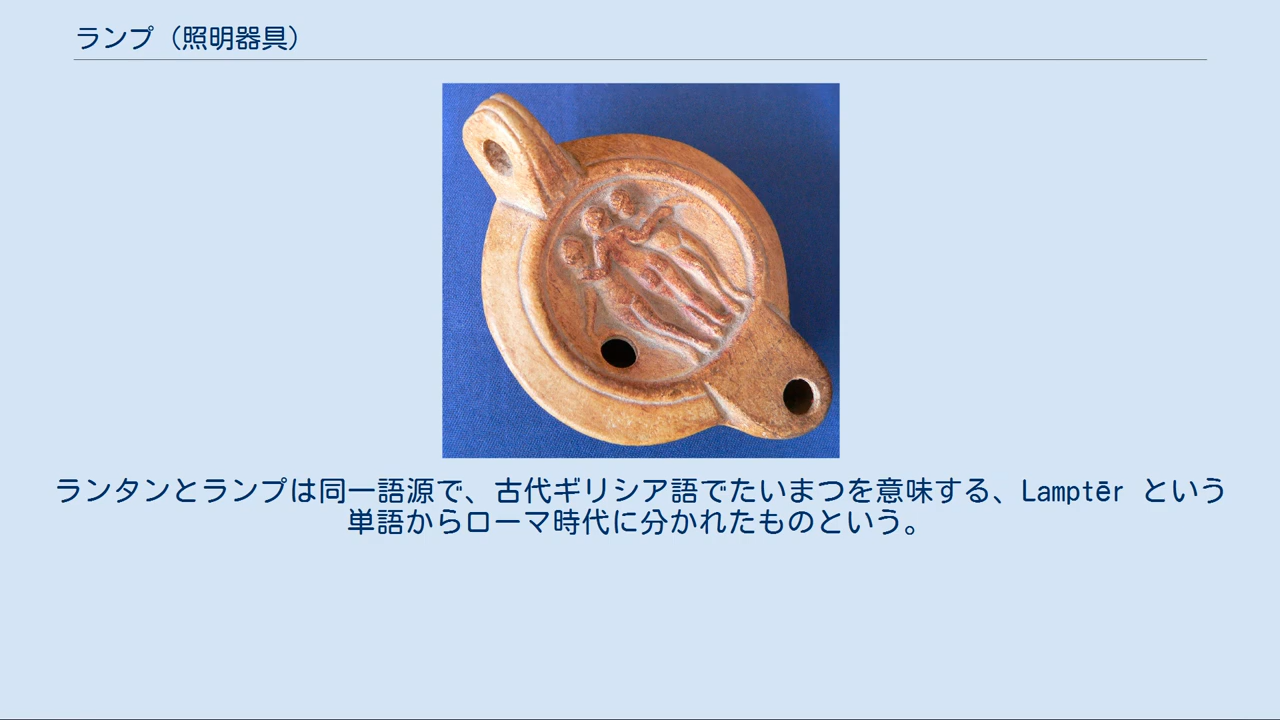 ランプ（照明器具）
ランタンとランプは同一語源で、古代ギリシア語でたいまつを意味する、Lamptēr という
単語からローマ時代に分かれたものという。